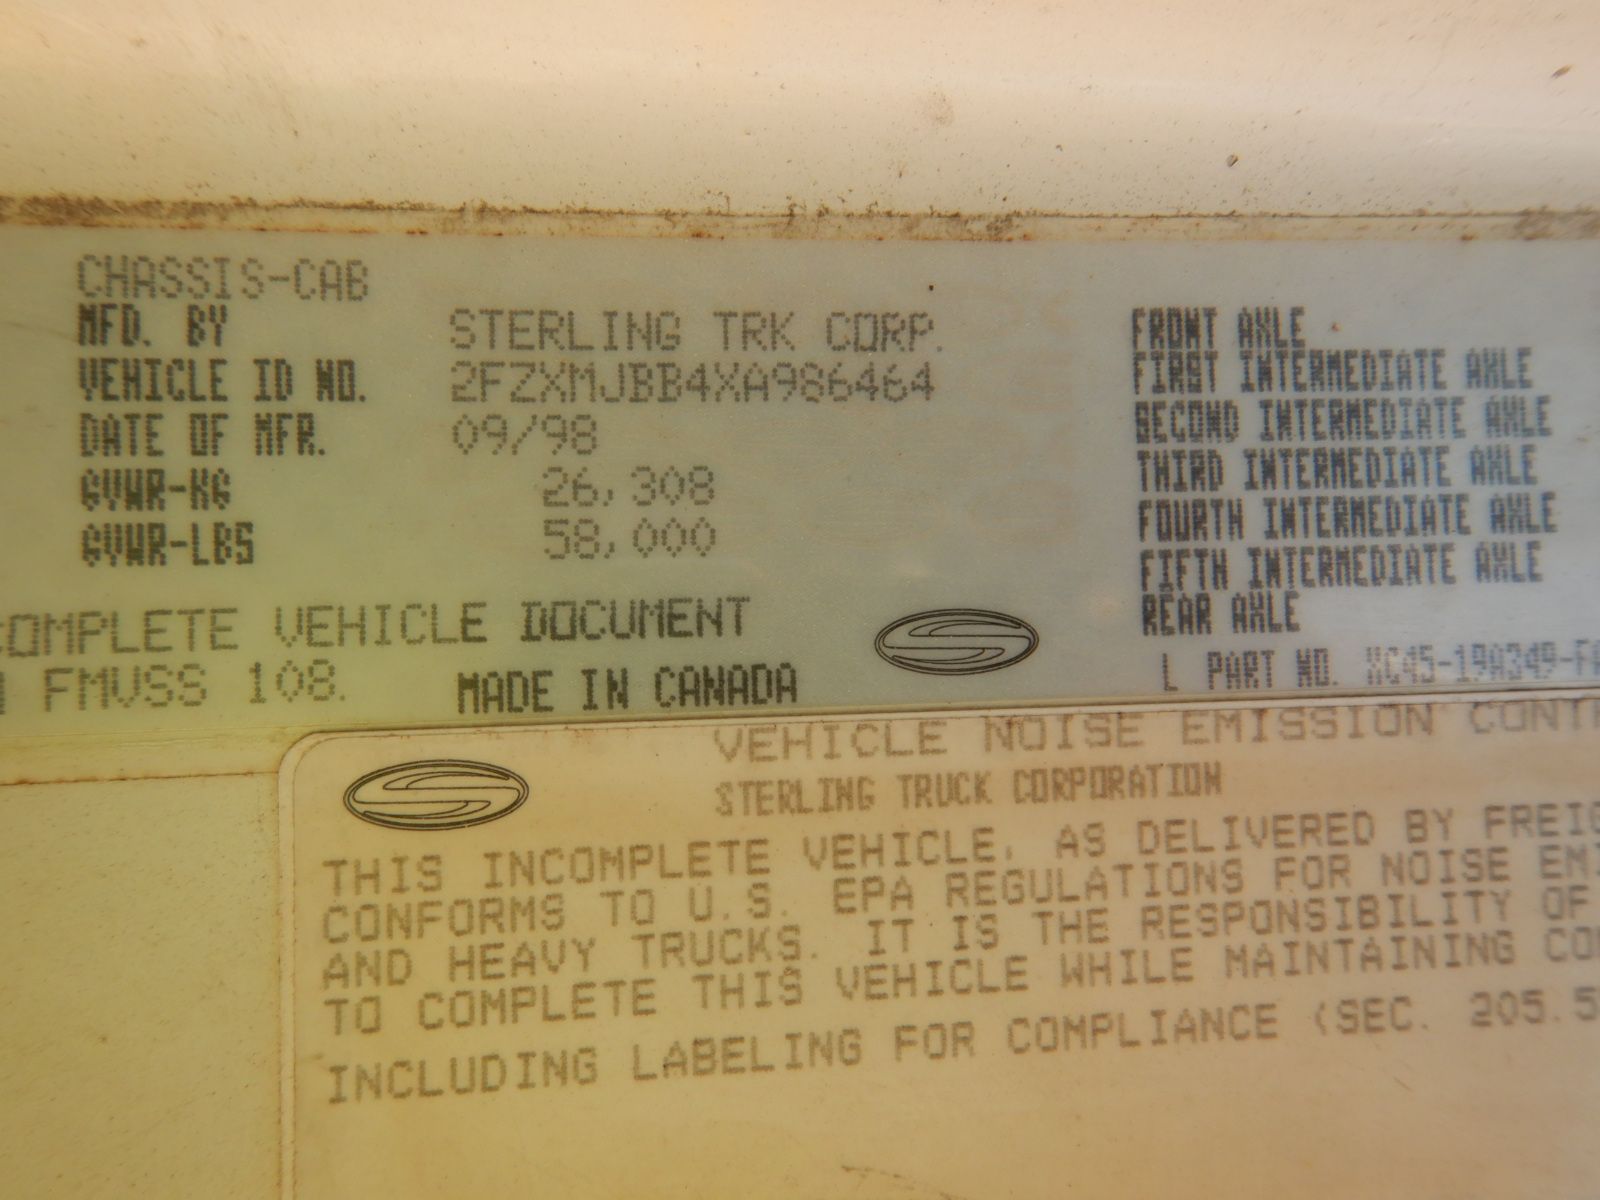 CHASSIS-CAB
MFD. BY STERLING TRK CORP.
VEHICLE ID NO. 2FZXMJBB4XA986464
DATE OF MFR. 09/98
GVWR-KG 26,308
GVWR-LBS 58,000
COMPLETE VEHICLE DOCUMENT
FMVSS 108.
MADE IN CANADA
FRONT AXLE
FIRST INTERMEDIATE AXLE
SECOND INTERMEDIATE AXLE
THIRD INTERMEDIATE AXLE
FOURTH INTERMEDIATE AXLE
FIFTH INTERMEDIATE AXLE
REAR AXLE
L PART NO. XC45-19A349-F
VEHICLE NOISE EMISSION CONT
STERLING TRUCK CORPORATION
THIS INCOMPLETE VEHICLE, AS DELIVERED BY FREIG
CONFORMS TO U.S. EPA REGULATIONS FOR NOISE EMI
AND HEAVY TRUCKS. IT IS THE RESPONSIBILITY OF
TO COMPLETE THIS VEHICLE WHILE MAINTAINING CO
INCLUDING LABELING FOR COMPLIANCE (SEC. 205.5